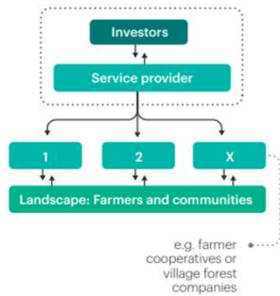 Investors
Service provider
1
2
X
Landscape: Farmers and communities
e.g. farmer
cooperatives or
village forest
companies